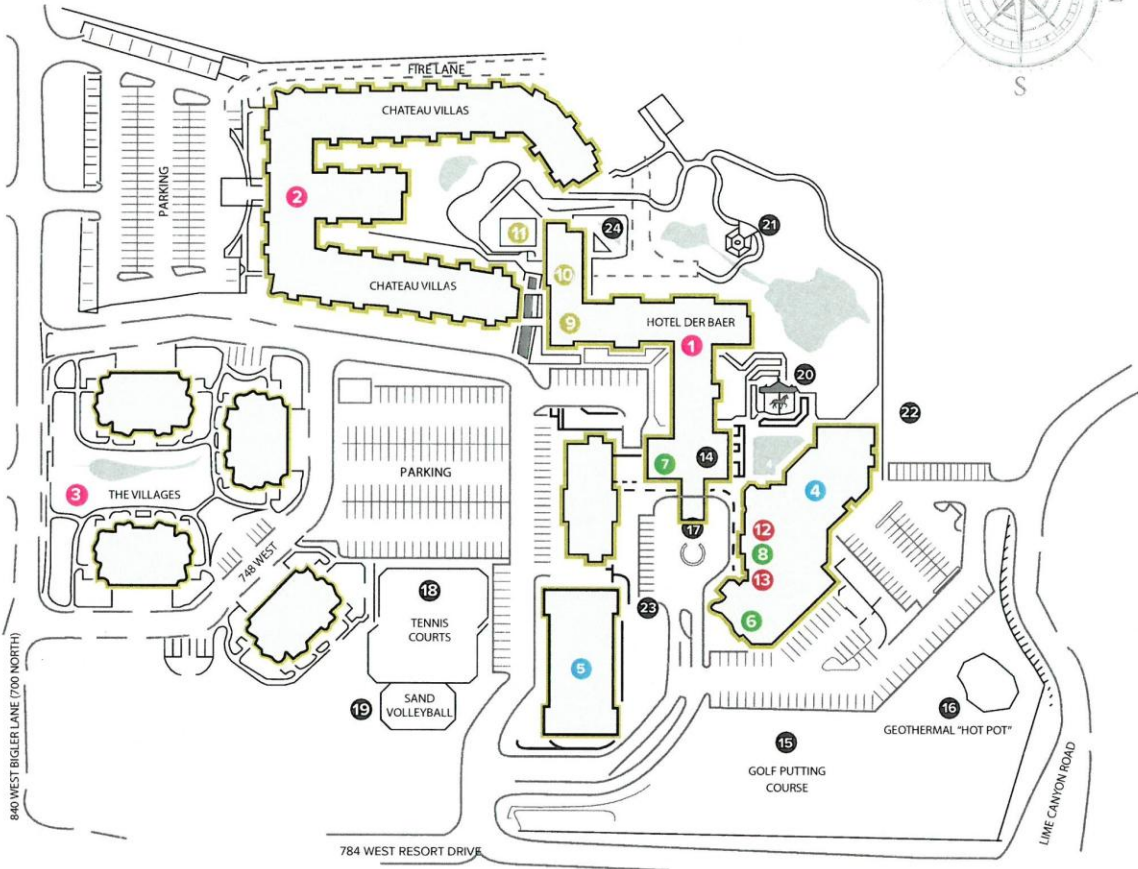 S
FIRE LANE
CHATEAU VILLAS
PARKING
2
24
21
11
10
CHATEAU VILLAS
9
HOTEL DER BAER
1
20
22
7
14
PARKING
4
3
THE VILLAGES
17
12
8
13
748 WEST
18
TENNIS
COURTS
23
6
5
19
SAND
VOLLEYBALL
16
GEOTHERMAL "HOT POT"
15
GOLF PUTTING
COURSE
840 WEST BIGLER LANE (700 NORTH)
LIME CANYON ROAD
784 WEST RESORT DRIVE